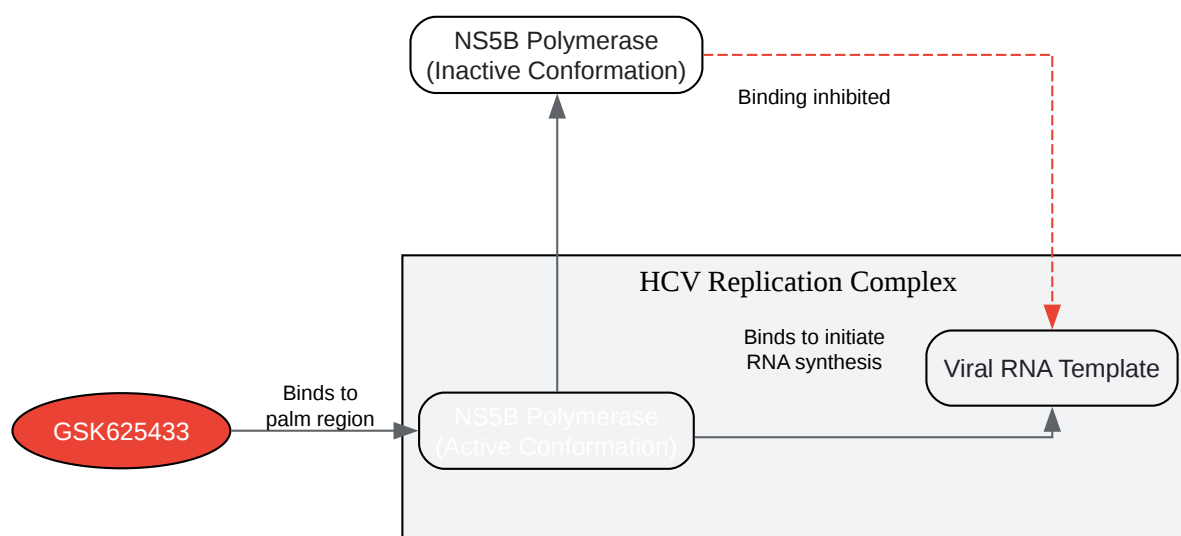 NS5B Polymerase
(Inactive Conformation)
Binding inhibited
HCV Replication Complex
Binds to initiate
RNA synthesis
Viral RNA Template
Binds to
palm region
GSK625433
NS5B Polymerase
(Active Conformation)